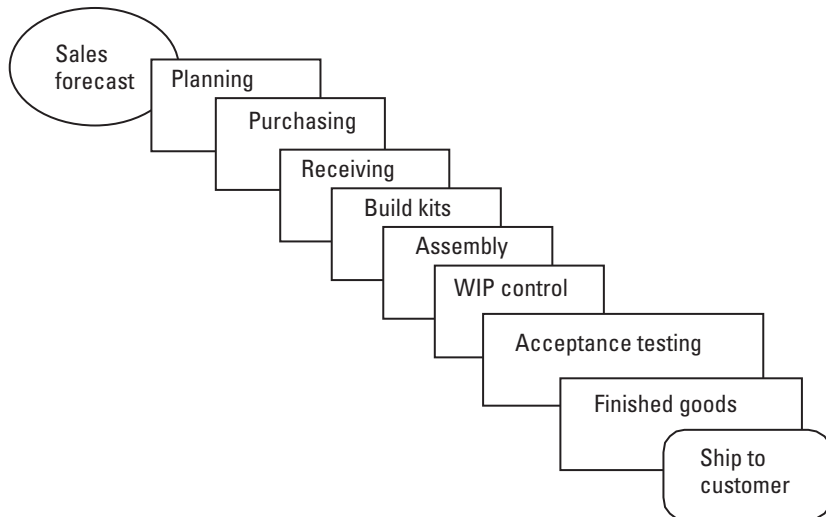 Sales
forecast
Planning
Purchasing
Receiving
Build kits
Assembly
WIP control
Acceptance testing
Finished goods
Ship to
customer